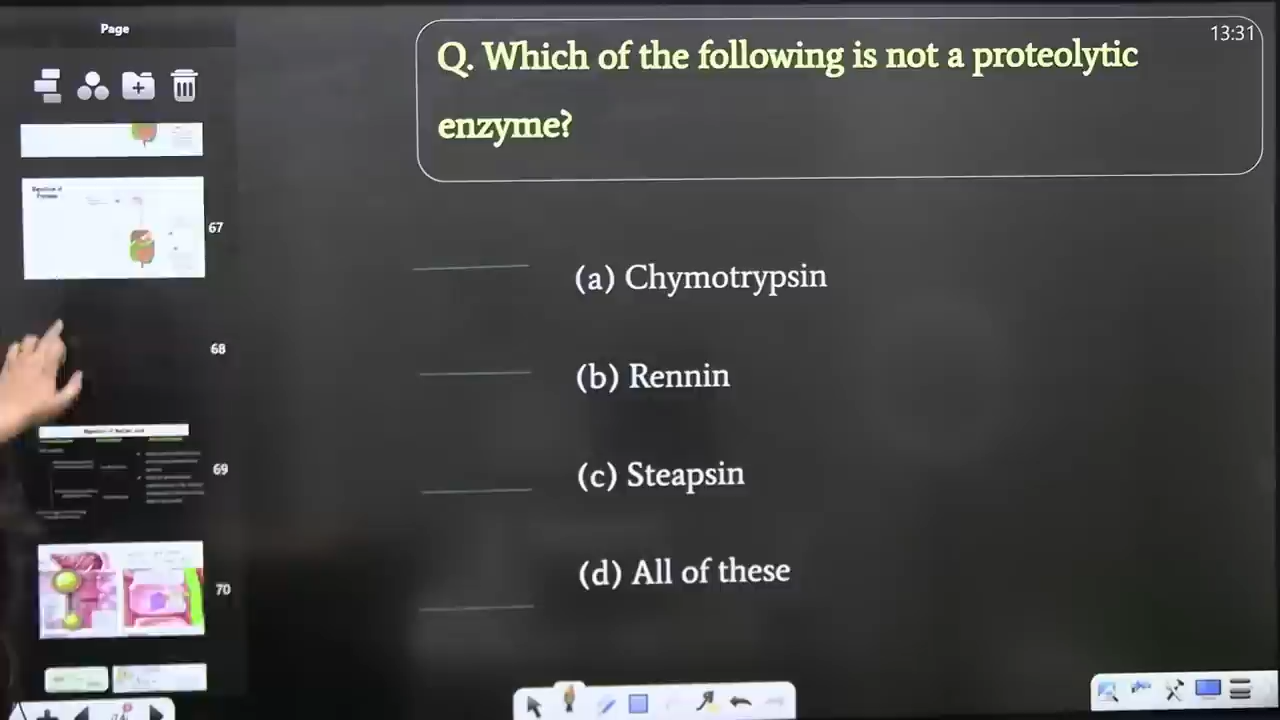 Page
13:31
Q. Which of the following is not a proteolytic
enzyme?
67
(a) Chymotrypsin
68
(b) Rennin
69
(c) Steapsin
70
(d) All of these